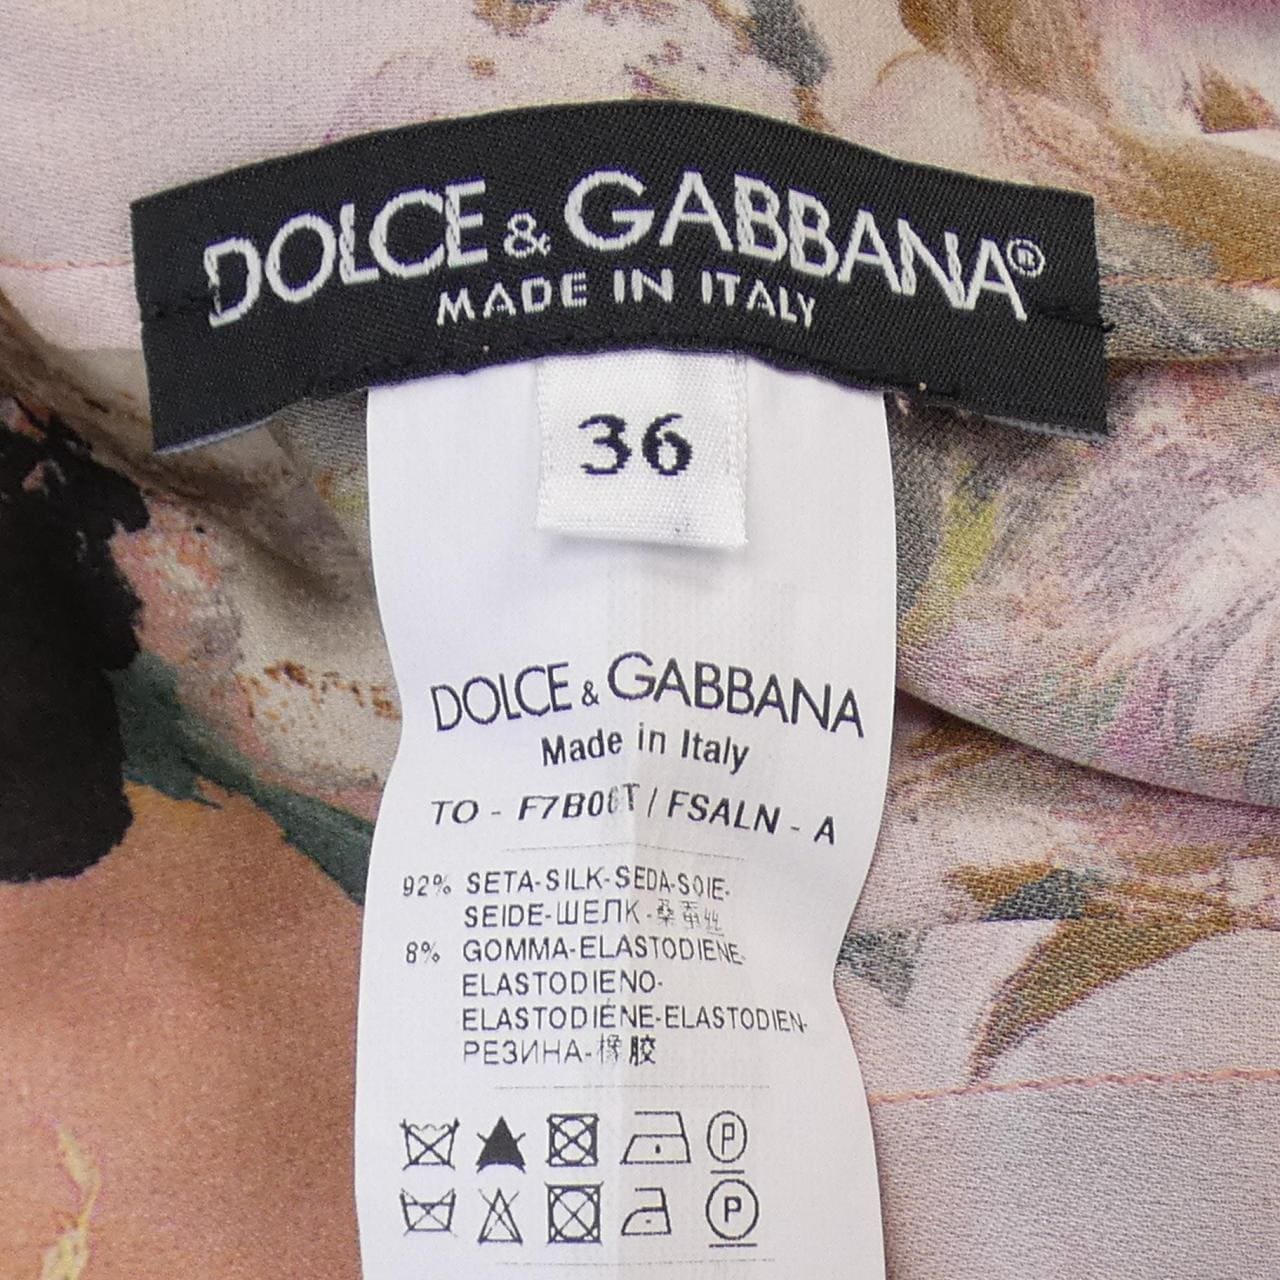 DOLCE & GABBANA®
MADE IN ITALY
36
DOLCE & GABBANA
Made in Italy
TO - F7B06T / FSALN - A
92% SETA-SILK-SEDA-SOIE-
SEIDE-ШЕЛК-桑蚕丝
8% GOMMA-ELASTODIENE-
ELASTODIENO-
ELASTODIÉNE-ELASTODIEN-
РЕЗИНА-橡胶
P
P